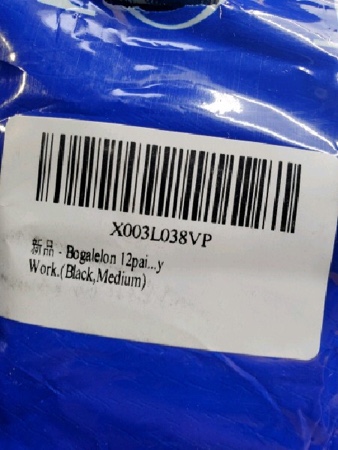 X003L038VP
新品 - Bogalelon 12pai...y
Work.(Black,Medium)